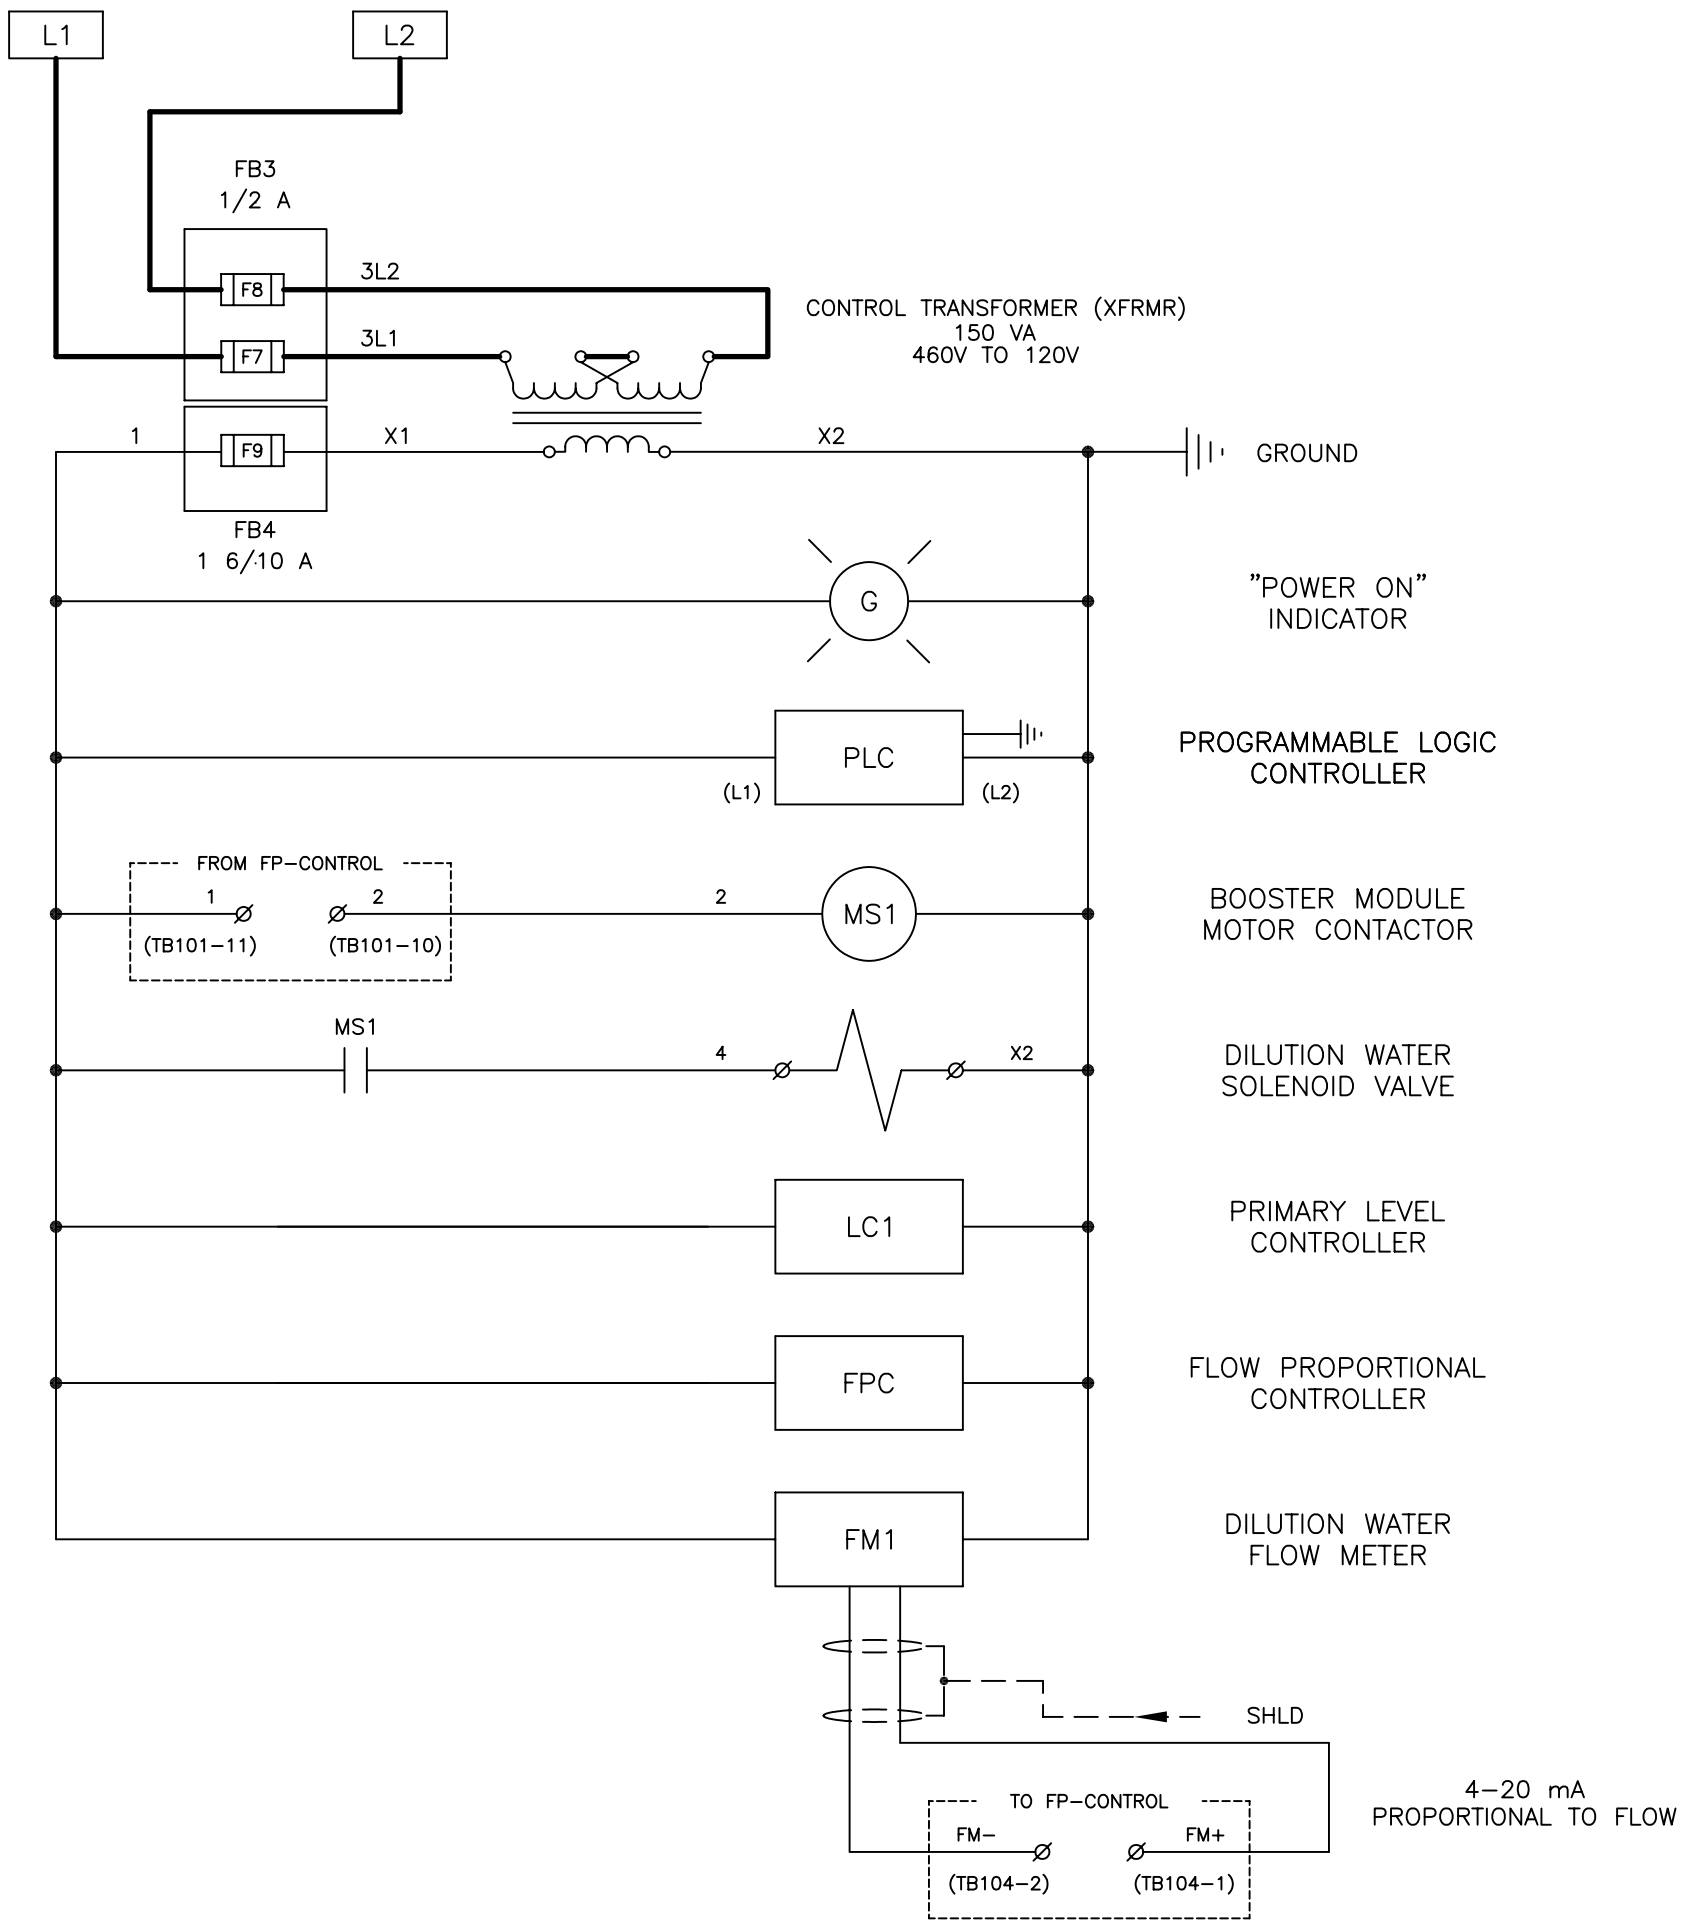 L1
L2
FB3
1/2 A
3L2
F8
3L1
F7
CONTROL TRANSFORMER (XFRMR)
150 VA
460V TO 120V
1
F9
X1
X2
GROUND
FB4
1 6/10 A
G
"POWER ON"
INDICATOR
PLC
(L1)
(L2)
PROGRAMMABLE LOGIC
CONTROLLER
FROM FP-CONTROL
1
2
(TB101-11)
(TB101-10)
2
MS1
BOOSTER MODULE
MOTOR CONTACTOR
MS1
4
X2
DILUTION WATER
SOLENOID VALVE
LC1
PRIMARY LEVEL
CONTROLLER
FPC
FLOW PROPORTIONAL
CONTROLLER
FM1
DILUTION WATER
FLOW METER
SHLD
4-20 mA
PROPORTIONAL TO FLOW
TO FP-CONTROL
FM-
FM+
(TB104-2)
(TB104-1)